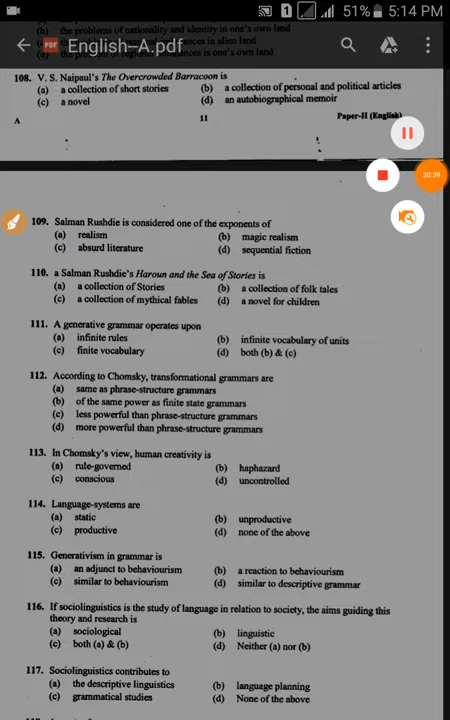 51% 5:14 PM
(b) the problems of nationality and identity in one's own land
PDF English–A.pdf
108. V. S. Naipaul's The Overcrowded Barracoon is
(a) a collection of short stories (b) a collection of personal and political articles
(c) a novel (d) an autobiographical memoir
A 11 Paper-II (English)
30:39
109. Salman Rushdie is considered one of the exponents of
(a) realism (b) magic realism
(c) absurd literature (d) sequential fiction
110. a Salman Rushdie's Haroun and the Sea of Stories is
(a) a collection of Stories (b) a collection of folk tales
(c) a collection of mythical fables (d) a novel for children
111. A generative grammar operates upon
(a) infinite rules (b) infinite vocabulary of units
(c) finite vocabulary (d) both (b) & (c)
112. According to Chomsky, transformational grammars are
(a) same as phrase-structure grammars
(b) of the same power as finite state grammars
(c) less powerful than phrase-structure grammars
(d) more powerful than phrase-structure grammars
113. In Chomsky's view, human creativity is
(a) rule-governed (b) haphazard
(c) conscious (d) uncontrolled
114. Language-systems are
(a) static (b) unproductive
(c) productive (d) none of the above
115. Generativism in grammar is
(a) an adjunct to behaviourism (b) a reaction to behaviourism
(c) similar to behaviourism (d) similar to descriptive grammar
116. If sociolinguistics is the study of language in relation to society, the aims guiding this
theory and research is
(a) sociological (b) linguistic
(c) both (a) & (b) (d) Neither (a) nor (b)
117. Sociolinguistics contributes to
(a) the descriptive linguistics (b) language planning
(c) grammatical studies (d) None of the above